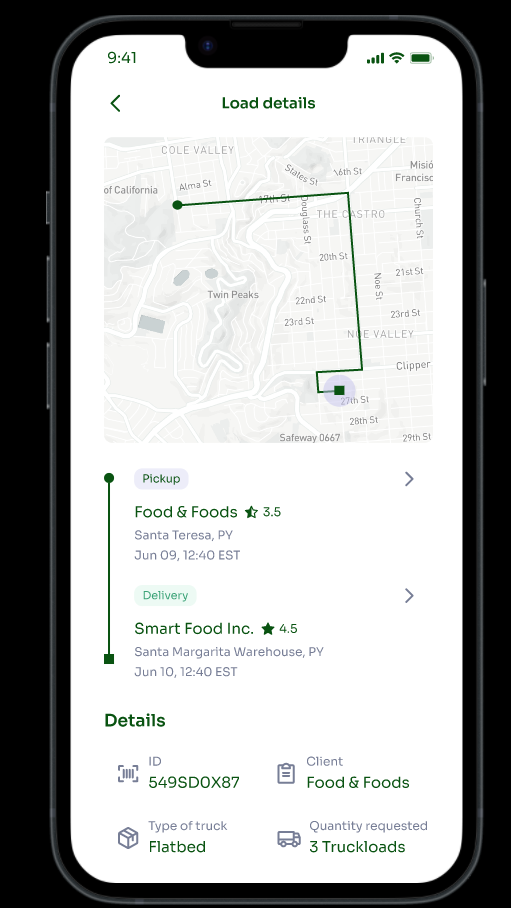 9:41
Load details
TRIANGLE
COLE VALLEY
States St
16th St
Misió
Francisc
of California
Alma St
17th St
Douglass St
THE CASTRO
Church St
20th St
21st St
Noe St
Twin Peaks
22nd St
23rd St
23rd St
NOE VALLEY
Clipper
27th St
28th St
Safeway 0667
29th St
Pickup
Food & Foods 3.5
Santa Teresa, PY
Jun 09, 12:40 EST
Delivery
Smart Food Inc. 4.5
Santa Margarita Warehouse, PY
Jun 10, 12:40 EST
Details
ID
549SD0X87
Client
Food & Foods
Type of truck
Flatbed
Quantity requested
3 Truckloads